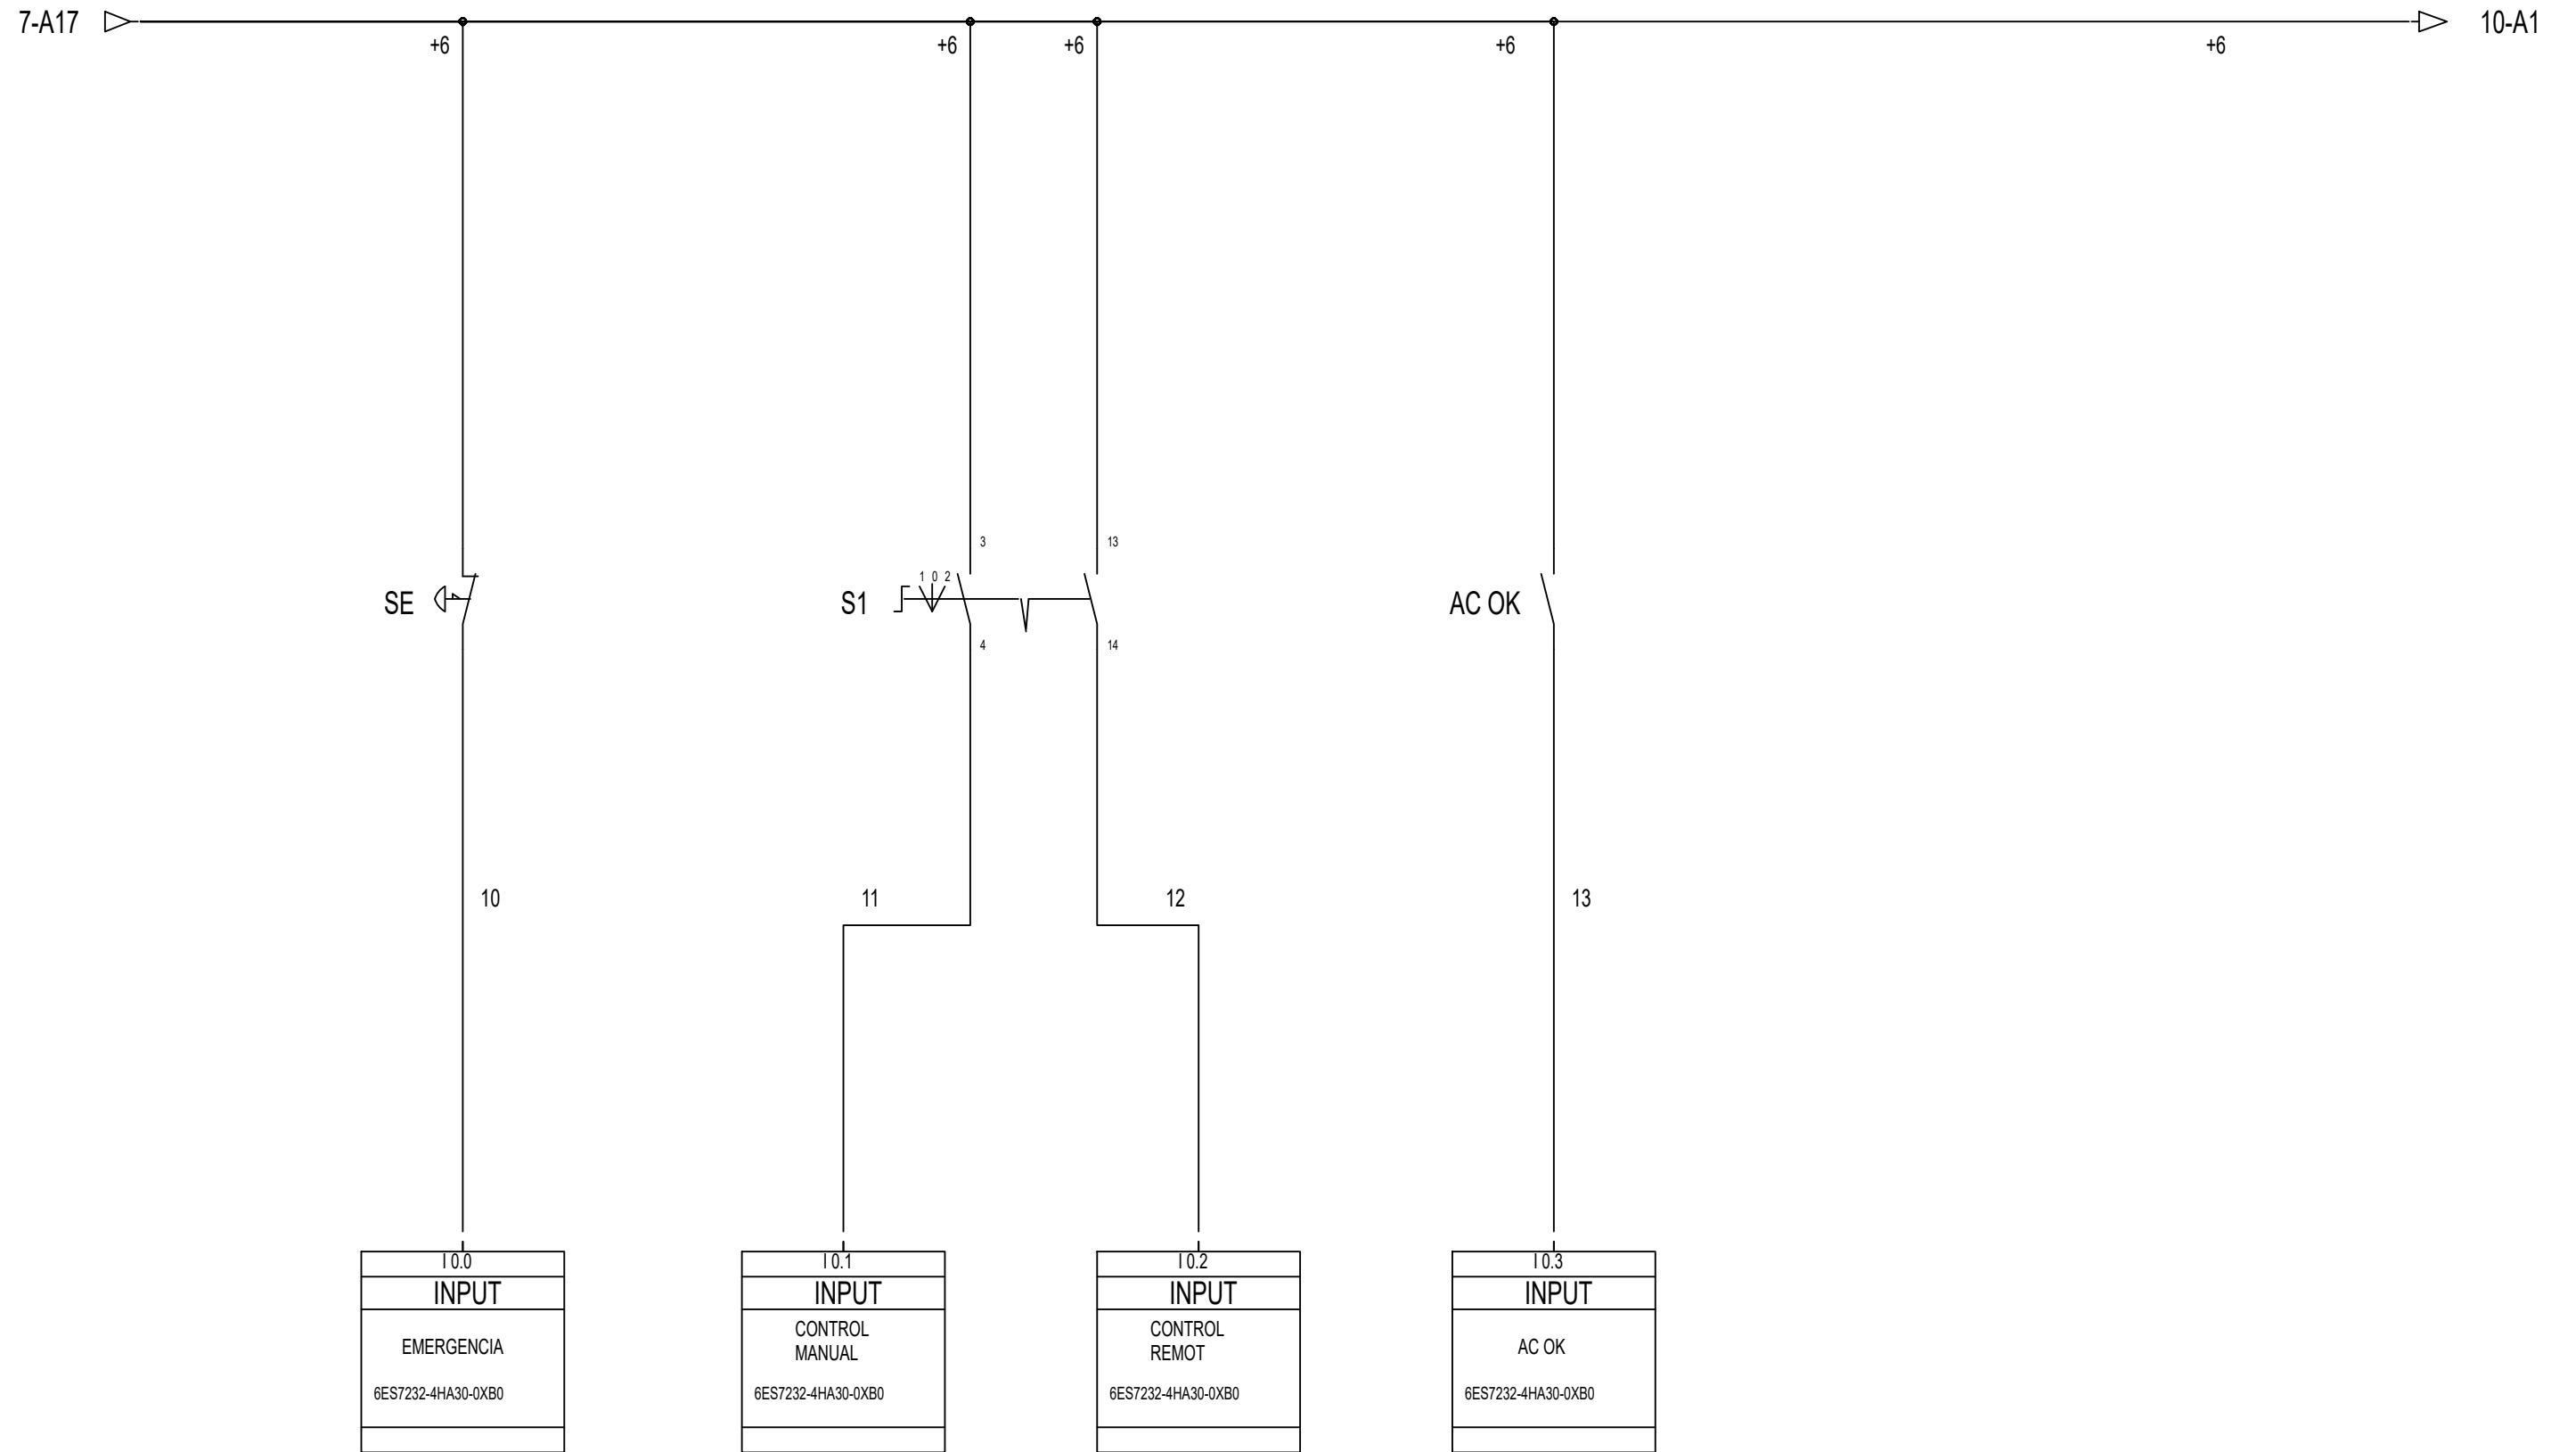 7-A17
10-A1
+6
+6
+6
+6
+6
3
13
1 0 2
SE
S1
AC OK
4
14
10
11
12
13
I 0.0
INPUT
EMERGENCIA
6ES7232-4HA30-0XB0
I 0.1
INPUT
CONTROL
MANUAL
6ES7232-4HA30-0XB0
I 0.2
INPUT
CONTROL
REMOT
6ES7232-4HA30-0XB0
I 0.3
INPUT
AC OK
6ES7232-4HA30-0XB0